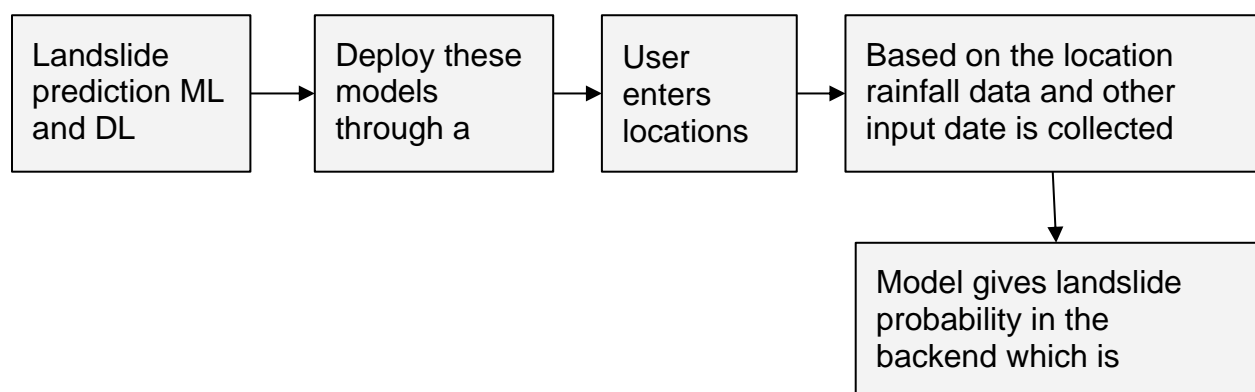 Landslide
prediction ML
and DL
Deploy these
models
through a
User
enters
locations
Based on the location
rainfall data and other
input date is collected
Model gives landslide
probability in the
backend which is